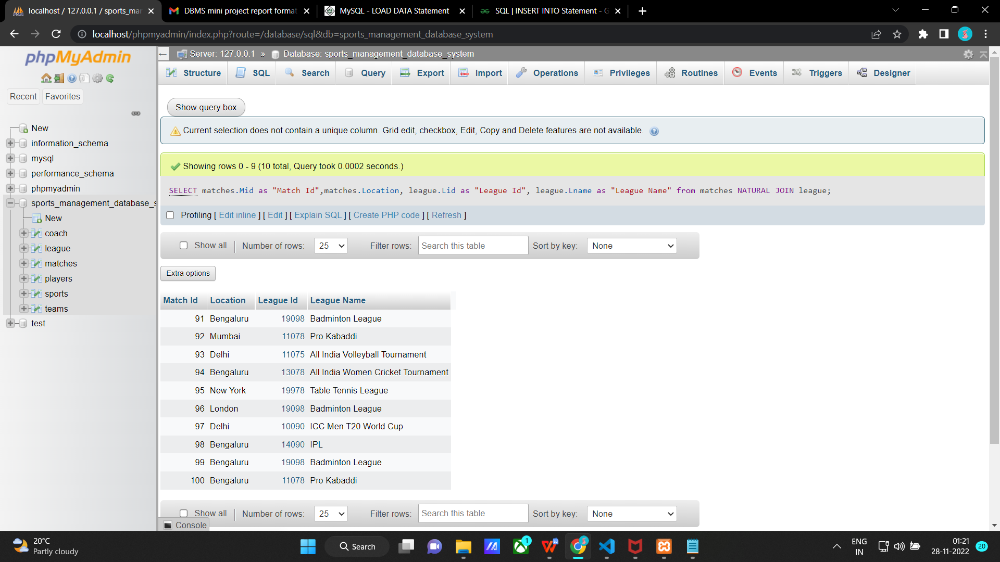 localhost / 127.0.0.1 / sports_mar
DBMS mini project report format
MySQL - LOAD DATA Statement
SQL | INSERT INTO Statement - G
localhost/phpmyadmin/index.php?route=/database/sql&db=sports_management_database_system
phpMyAdmin
Recent
Favorites
New
information_schema
mysql
performance_schema
phpmyadmin
sports_management_database_s
New
coach
league
matches
players
sports
teams
test
Server: 127.0.0.1 » Database: sports_management_database_system
Structure SQL Search Query Export Import Operations Privileges Routines Events Triggers Designer
Show query box
Current selection does not contain a unique column. Grid edit, checkbox, Edit, Copy and Delete features are not available.
Showing rows 0 - 9 (10 total, Query took 0.0002 seconds.)
SELECT matches.Mid as "Match Id",matches.Location, league.Lid as "League Id", league.Lname as "League Name" from matches NATURAL JOIN league;
Profiling [ Edit inline ] [ Edit ] [ Explain SQL ] [ Create PHP code ] [ Refresh ]
Show all | Number of rows: 25 Filter rows: Search this table Sort by key: None
Extra options
Match Id Location League Id League Name
91 Bengaluru 19098 Badminton League
92 Mumbai 11078 Pro Kabaddi
93 Delhi 11075 All India Volleyball Tournament
94 Bengaluru 13078 All India Women Cricket Tournament
95 New York 19978 Table Tennis League
96 London 19098 Badminton League
97 Delhi 10090 ICC Men T20 World Cup
98 Bengaluru 14090 IPL
99 Bengaluru 19098 Badminton League
100 Bengaluru 11078 Pro Kabaddi
Show all | Number of rows: 25 Filter rows: Search this table Sort by key: None
Console
20°C
Partly cloudy
Search
1
ENG
IN
01:21
28-11-2022
20